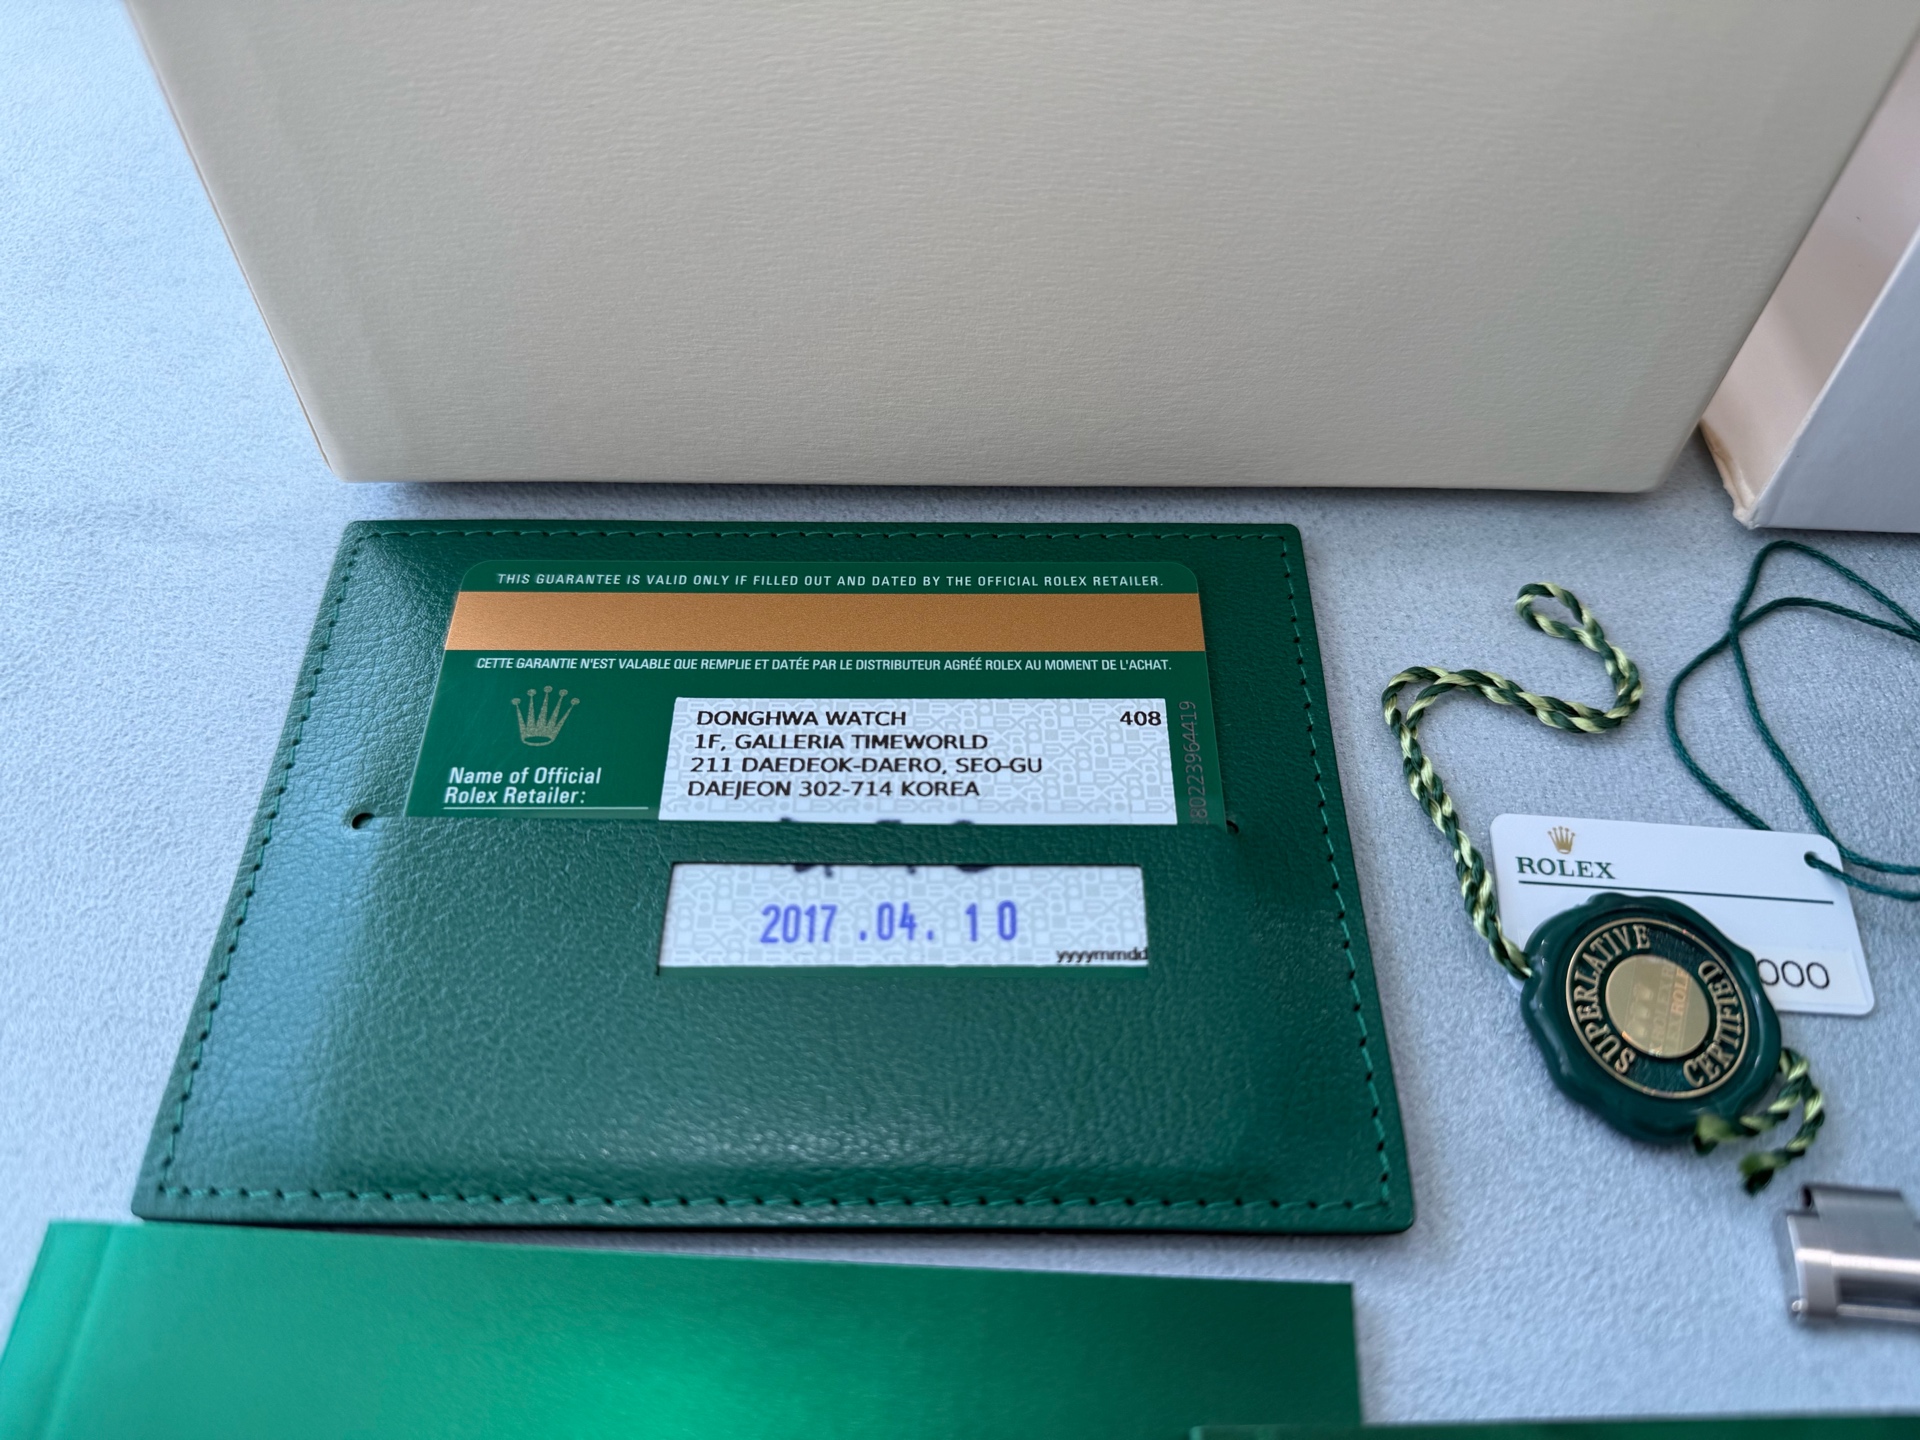 THIS GUARANTEE IS VALID ONLY IF FILLED OUT AND DATED BY THE OFFICIAL ROLEX RETAILER.
CETTE GARANTIE N'EST VALABLE QUE REMPLIE ET DATÉE PAR LE DISTRIBUTEUR AGRÉÉ ROLEX AU MOMENT DE L'ACHAT.
DONGHWA WATCH 408
1F, GALLERIA TIMEWORLD
211 DAEDEOK-DAERO, SEO-GU
DAEJEON 302-714 KOREA
Name of Official
Rolex Retailer:
2017.04.10
yyyymmdd
ROLEX
SUPERLATIVE
CERTIFIED